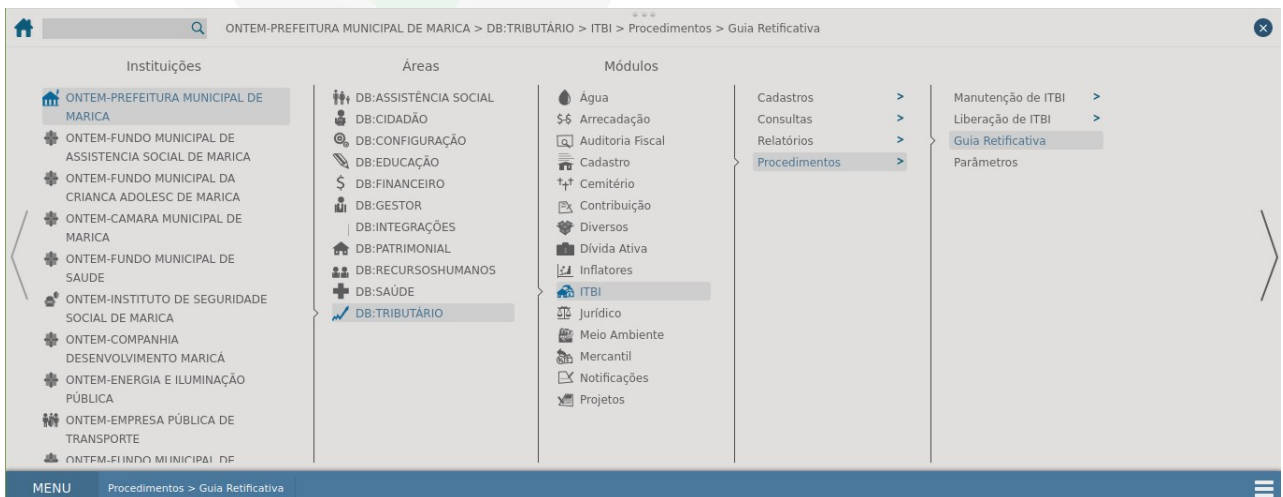 ONTEM-PREFEITURA MUNICIPAL DE MARICA > DB:TRIBUTÁRIO > ITBI > Procedimentos > Guia Retificativa
Instituições
ONTEM-PREFEITURA MUNICIPAL DE
MARICA
ONTEM-FUNDO MUNICIPAL DE
ASSISTENCIA SOCIAL DE MARICA
ONTEM-FUNDO MUNICIPAL DA
CRIANCA ADOLESC DE MARICA
ONTEM-CAMARA MUNICIPAL DE
MARICA
ONTEM-FUNDO MUNICIPAL DE
SAUDE
ONTEM-INSTITUTO DE SEGURIDADE
SOCIAL DE MARICA
ONTEM-COMPANHIA
DESENVOLVIMENTO MARICÁ
ONTEM-ENERGIA E ILUMINAÇÃO
PÚBLICA
ONTEM-EMPRESA PÚBLICA DE
TRANSPORTE
ONTEM-FUNDO MUNICIPAL DE
Áreas
DB:ASSISTÊNCIA SOCIAL
DB:CIDADÃO
DB:CONFIGURAÇÃO
DB:EDUCAÇÃO
DB:FINANCEIRO
DB:GESTOR
DB:INTEGRAÇÕES
DB:PATRIMONIAL
DB:RECURSOSHUMANOS
DB:SAÚDE
DB:TRIBUTÁRIO
Módulos
Água
Arrecadação
Auditoria Fiscal
Cadastro
Cemitério
Contribuição
Diversos
Dívida Ativa
Inflatores
ITBI
Jurídico
Meio Ambiente
Mercantil
Notificações
Projetos
Cadastros >
Consultas >
Relatórios >
Procedimentos >
Manutenção de ITBI >
Liberação de ITBI >
Guia Retificativa
Parâmetros
MENU
Procedimentos > Guia Retificativa